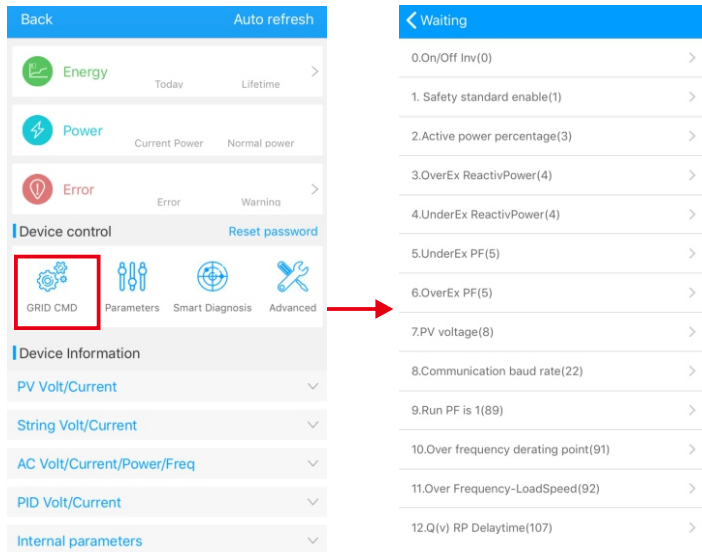 Back Auto refresh
Energy
Today Lifetime
Power
Current Power Normal power
Error
Error Warning
Device control Reset password
GRID CMD Parameters Smart Diagnosis Advanced
Device Information
PV Volt/Current
String Volt/Current
AC Volt/Current/Power/Freq
PID Volt/Current
Internal parameters
Waiting
0.On/Off Inv(0)
1. Safety standard enable(1)
2.Active power percentage(3)
3.OverEx ReactivPower(4)
4.UnderEx ReactivPower(4)
5.UnderEx PF(5)
6.OverEx PF(5)
7.PV voltage(8)
8.Communication baud rate(22)
9.Run PF is 1(89)
10.Over frequency derating point(91)
11.Over Frequency-LoadSpeed(92)
12.Q(v) RP Delaytime(107)